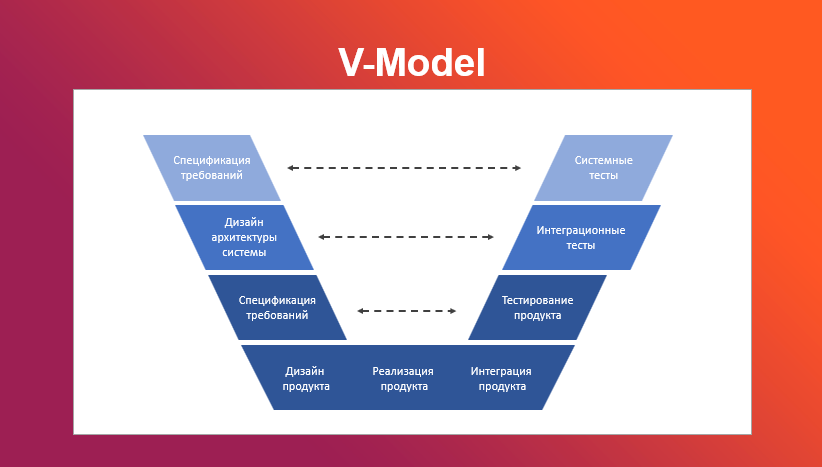 V-Model
Спецификация
требований
Системные
тесты
Дизайн
архитектуры
системы
Интеграционные
тесты
Спецификация
требований
Тестирование
продукта
Дизайн
продукта
Реализация
продукта
Интеграция
продукта